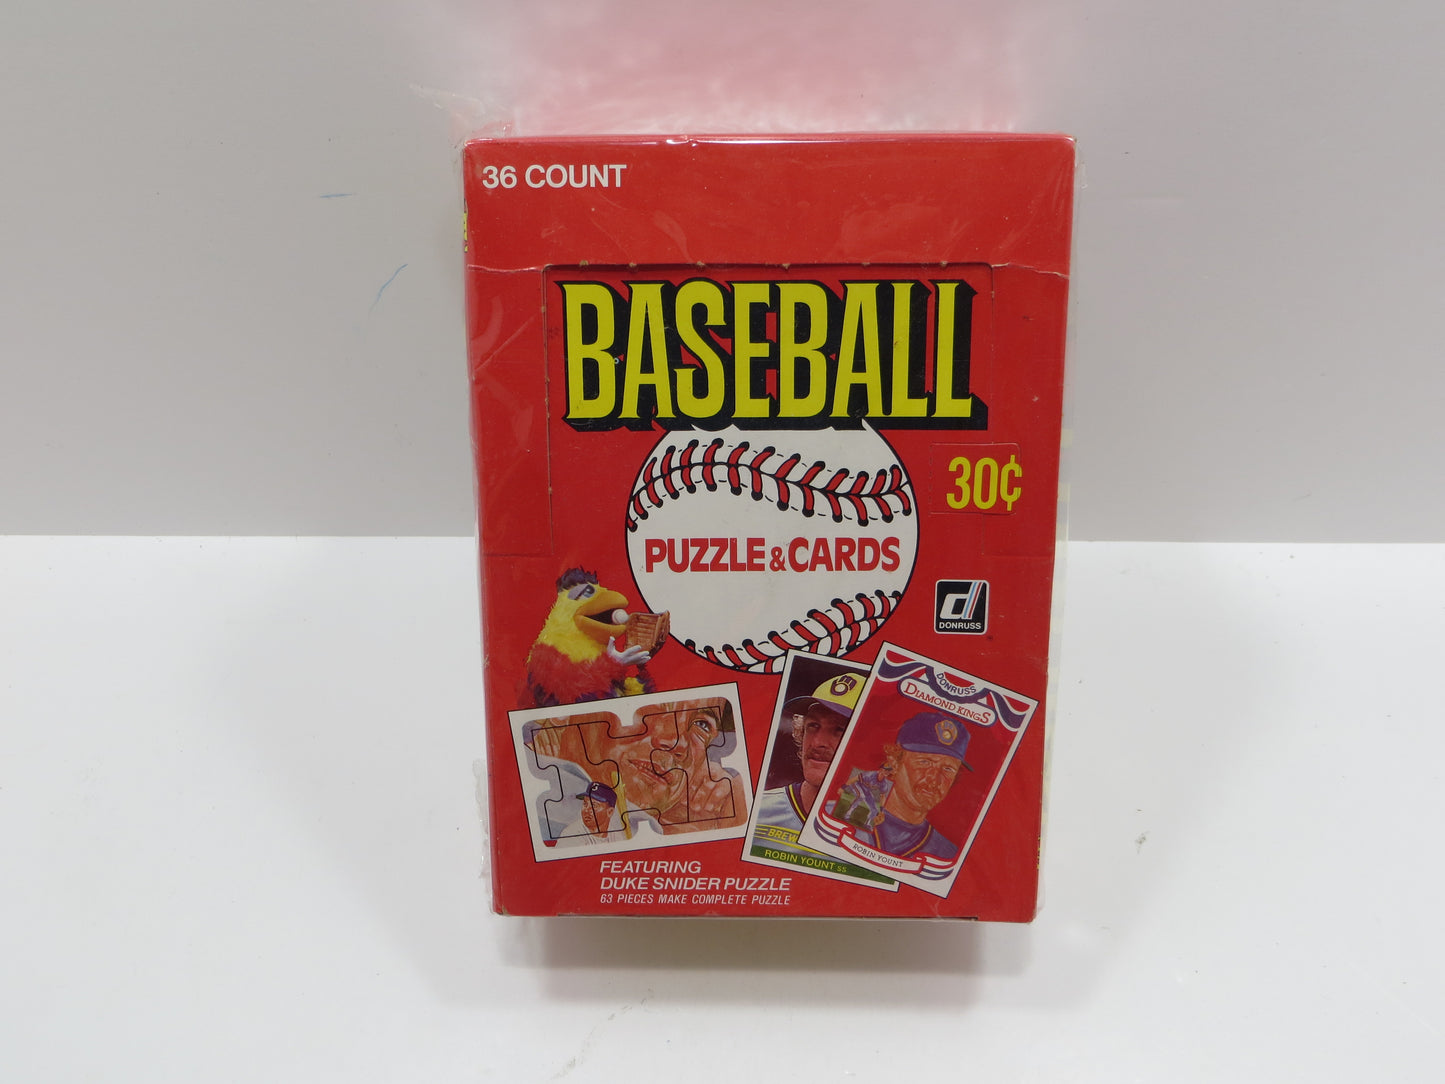 36 COUNT
BASEBALL
30¢
PUZZLE & CARDS
d
DONRUSS
DONRUSS
DIAMOND KINGS
BREW
ROBIN YOUNT SS
ROBIN YOUNT
FEATURING
DUKE SNIDER PUZZLE
63 PIECES MAKE COMPLETE PUZZLE